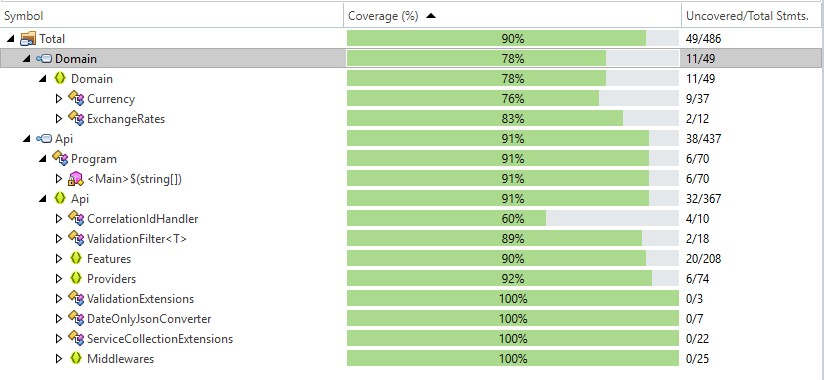 Symbol Coverage (%) Uncovered/Total Stmts.
Total 90% 49/486
Domain 78% 11/49
Domain 78% 11/49
Currency 76% 9/37
ExchangeRates 83% 2/12
Api 91% 38/437
Program 91% 6/70
<Main>$(string[]) 91% 6/70
Api 91% 32/367
CorrelationIdHandler 60% 4/10
ValidationFilter<T> 89% 2/18
Features 90% 20/208
Providers 92% 6/74
ValidationExtensions 100% 0/3
DateOnlyJsonConverter 100% 0/7
ServiceCollectionExtensions 100% 0/22
Middlewares 100% 0/25